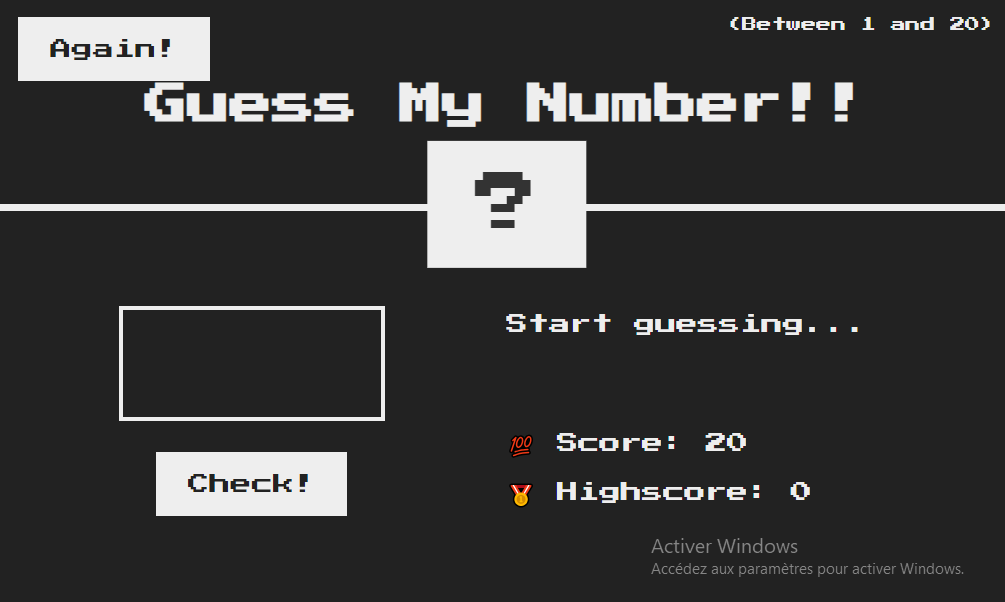 Again!
(Between 1 and 20)
Guess My Number!!
?
Start guessing...
💯 Score: 20
🥇 Highscore: 0
Check!
Activer Windows
Accédez aux paramètres pour activer Windows.